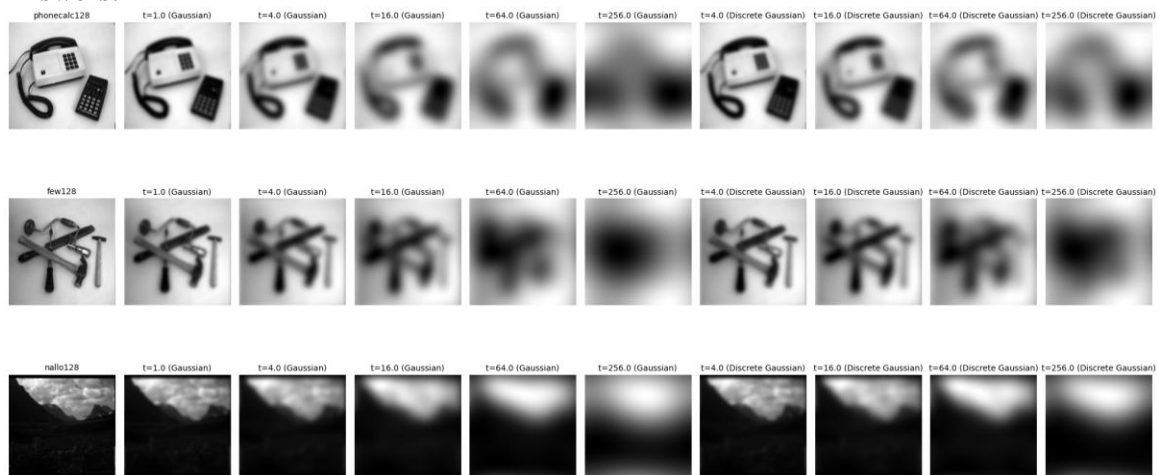 phonecalc128 t=1.0 (Gaussian) t=4.0 (Gaussian) t=16.0 (Gaussian) t=64.0 (Gaussian) t=256.0 (Gaussian) t=4.0 (Discrete Gaussian) t=16.0 (Discrete Gaussian) t=64.0 (Discrete Gaussian) t=256.0 (Discrete Gaussian)
few128 t=1.0 (Gaussian) t=4.0 (Gaussian) t=16.0 (Gaussian) t=64.0 (Gaussian) t=256.0 (Gaussian) t=4.0 (Discrete Gaussian) t=16.0 (Discrete Gaussian) t=64.0 (Discrete Gaussian) t=256.0 (Discrete Gaussian)
nallo128 t=1.0 (Gaussian) t=4.0 (Gaussian) t=16.0 (Gaussian) t=64.0 (Gaussian) t=256.0 (Gaussian) t=4.0 (Discrete Gaussian) t=16.0 (Discrete Gaussian) t=64.0 (Discrete Gaussian) t=256.0 (Discrete Gaussian)